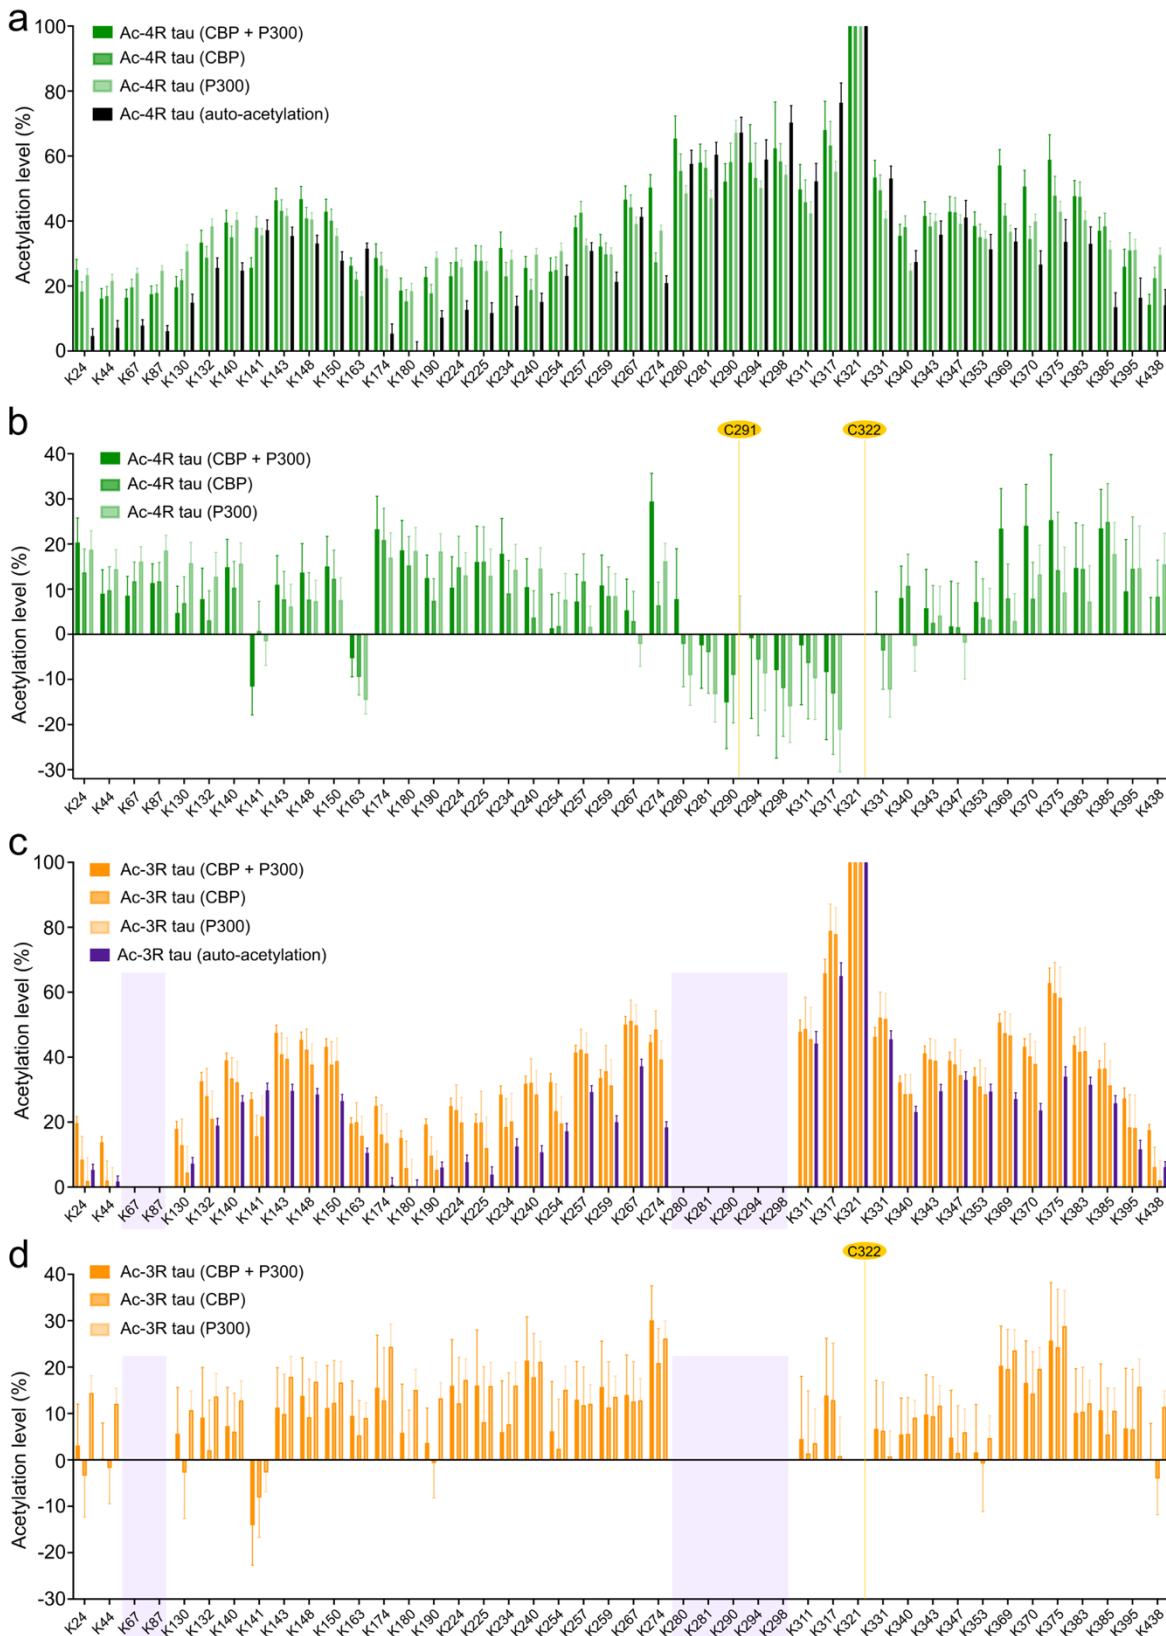 a
Ac-4R tau (CBP + P300)
Ac-4R tau (CBP)
Ac-4R tau (P300)
Ac-4R tau (auto-acetylation)
Acetylation level (%)
100
80
60
40
20
0
K24 K44 K67 K87 K130 K132 K140 K141 K143 K148 K150 K163 K174 K180 K190 K224 K225 K234 K240 K254 K257 K259 K267 K274 K280 K281 K290 K294 K298 K311 K317 K321 K331 K340 K343 K347 K353 K369 K370 K375 K383 K385 K395 K438
b
C291 C322
Ac-4R tau (CBP + P300)
Ac-4R tau (CBP)
Ac-4R tau (P300)
Acetylation level (%)
40
30
20
10
0
-10
-20
-30
K24 K44 K67 K87 K130 K132 K140 K141 K143 K148 K150 K163 K174 K180 K190 K224 K225 K234 K240 K254 K257 K259 K267 K274 K280 K281 K290 K294 K298 K311 K317 K321 K331 K340 K343 K347 K353 K369 K370 K375 K383 K385 K395 K438
c
Ac-3R tau (CBP + P300)
Ac-3R tau (CBP)
Ac-3R tau (P300)
Ac-3R tau (auto-acetylation)
Acetylation level (%)
100
80
60
40
20
0
K24 K44 K67 K87 K130 K132 K140 K141 K143 K148 K150 K163 K174 K180 K190 K224 K225 K234 K240 K254 K257 K259 K267 K274 K280 K281 K290 K294 K298 K311 K317 K321 K331 K340 K343 K347 K353 K369 K370 K375 K383 K385 K395 K438
d
C322
Ac-3R tau (CBP + P300)
Ac-3R tau (CBP)
Ac-3R tau (P300)
Acetylation level (%)
40
30
20
10
0
-10
-20
-30
K24 K44 K67 K87 K130 K132 K140 K141 K143 K148 K150 K163 K174 K180 K190 K224 K225 K234 K240 K254 K257 K259 K267 K274 K280 K281 K290 K294 K298 K311 K317 K321 K331 K340 K343 K347 K353 K369 K370 K375 K383 K385 K395 K438